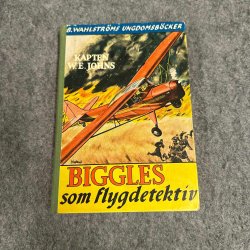 B. WAHLSTRÖMS UNGDOMSBÖCKER
KAPTEN
W. E. JOHNS
BIGGLES
som flygdetektiv